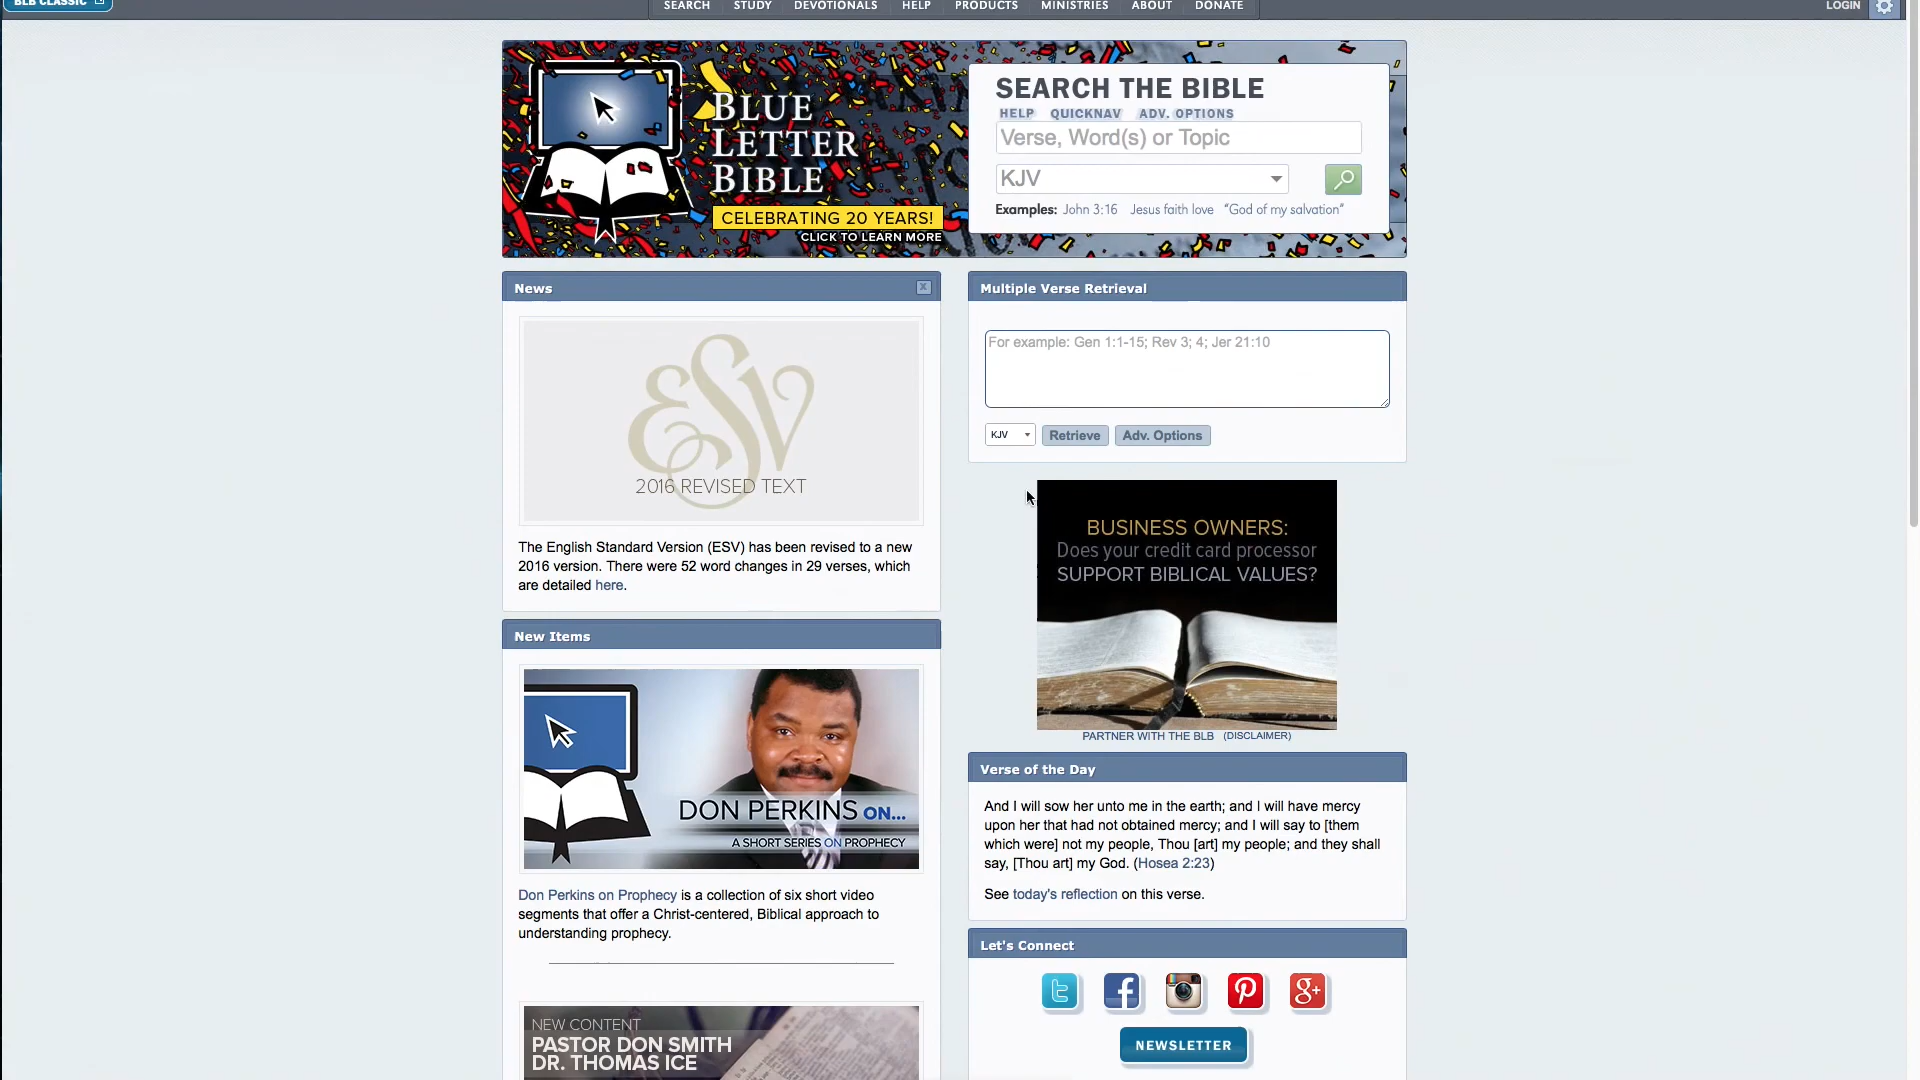 BLB CLASSIC
SEARCH STUDY DEVOTIONALS HELP PRODUCTS MINISTRIES ABOUT DONATE
LOGIN
BLUE
LETTER
BIBLE
CELEBRATING 20 YEARS!
CLICK TO LEARN MORE
SEARCH THE BIBLE
HELP QUICKNAV ADV. OPTIONS
Verse, Word(s) or Topic
KJV
Examples: John 3:16 Jesus faith love “God of my salvation”
News
x
ESV
2016 REVISED TEXT
The English Standard Version (ESV) has been revised to a new
2016 version. There were 52 word changes in 29 verses, which
are detailed here.
New Items
DON PERKINS ON...
A SHORT SERIES ON PROPHECY
Don Perkins on Prophecy is a collection of six short video
segments that offer a Christ-centered, Biblical approach to
understanding prophecy.
NEW CONTENT
PASTOR DON SMITH
DR. THOMAS ICE
Multiple Verse Retrieval
For example: Gen 1:1-15; Rev 3; 4; Jer 21:10
KJV Retrieve Adv. Options
BUSINESS OWNERS:
Does your credit card processor
SUPPORT BIBLICAL VALUES?
PARTNER WITH THE BLB (DISCLAIMER)
Verse of the Day
And I will sow her unto me in the earth; and I will have mercy
upon her that had not obtained mercy; and I will say to [them
which were] not my people, Thou [art] my people; and they shall
say, [Thou art] my God. (Hosea 2:23)
See today's reflection on this verse.
Let's Connect
NEWSLETTER